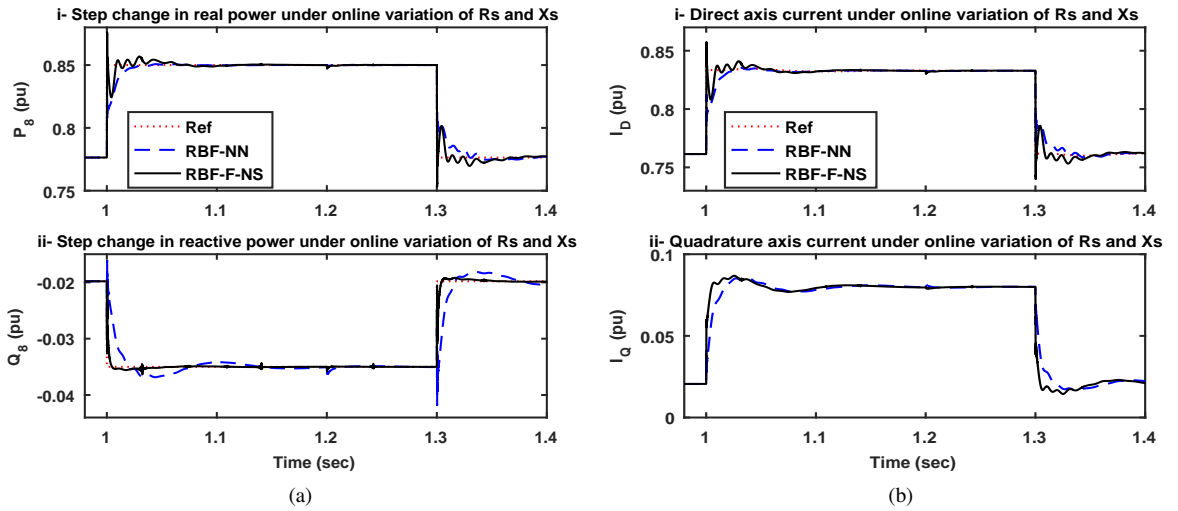 i- Step change in real power under online variation of Rs and Xs
P_8 (pu)
0.85
0.8
0.75
Ref
RBF-NN
RBF-F-NS
1 1.1 1.2 1.3 1.4
ii- Step change in reactive power under online variation of Rs and Xs
Q_8 (pu)
-0.02
-0.03
-0.04
1 1.1 1.2 1.3 1.4
Time (sec)
(a)
i- Direct axis current under online variation of Rs and Xs
I_D (pu)
0.85
0.8
0.75
Ref
RBF-NN
RBF-F-NS
1 1.1 1.2 1.3 1.4
ii- Quadrature axis current under online variation of Rs and Xs
I_Q (pu)
0.1
0.05
0
1 1.1 1.2 1.3 1.4
Time (sec)
(b)